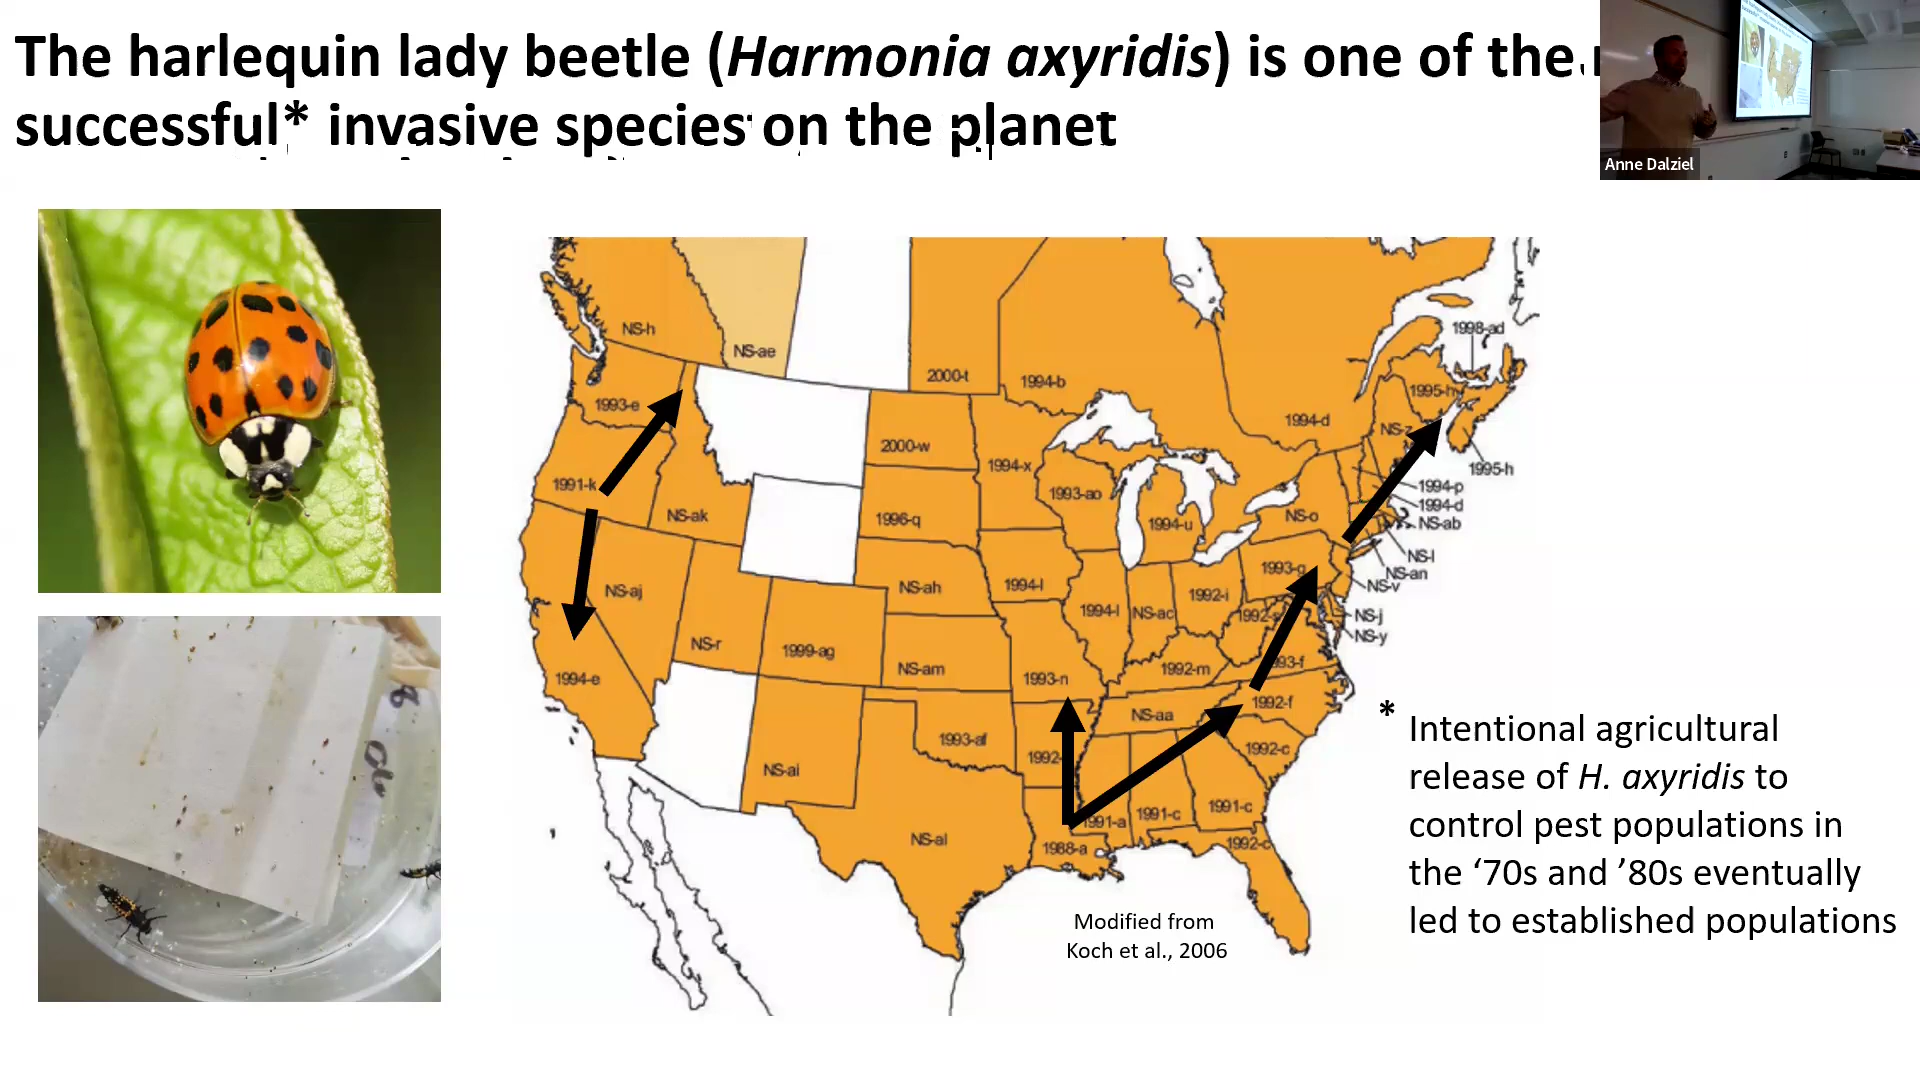 The harlequin lady beetle (Harmonia axyridis) is one of the
successful* invasive species on the planet
Anne Dalziel
NS-h
NS-ae
1998-ad
2000-t
1994-b
1995-h
1993-e
1994-d
NS-z
2000-w
1994-x
1995-h
1991-k
1993-ao
1994-p
1994-d
NS-ab
NS-ak
1996-q
1994-u
NS-o
NS-l
NS-an
NS-v
NS-aj
NS-ah
1994-l
1993-g
1994-l
NS-ac
1992-i
NS-j
NS-y
NS-r
1999-ag
NS-am
1992-m
1994-e
1993-n
1992-f
NS-aa
1993-af
1992-c
NS-ai
1991-a
1991-c
1991-c
NS-al
1988-a
1992-c
Modified from
Koch et al., 2006
* Intentional agricultural
release of H. axyridis to
control pest populations in
the ‘70s and ’80s eventually
led to established populations